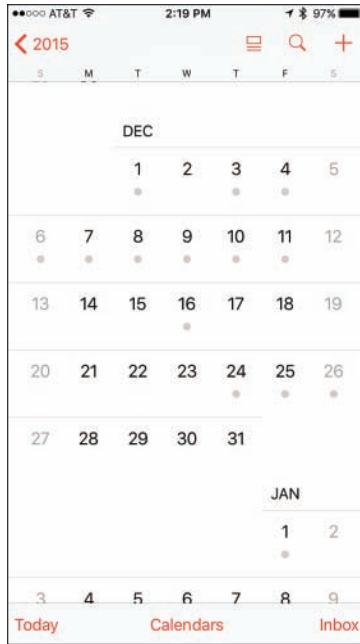 AT&T 2:19 PM 97%
2015
S M T W T F S
DEC
1 2 3 4 5
6 7 8 9 10 11 12
13 14 15 16 17 18 19
20 21 22 23 24 25 26
27 28 29 30 31
JAN
1 2
3 4 5 6 7 8 9
Today Calendars Inbox